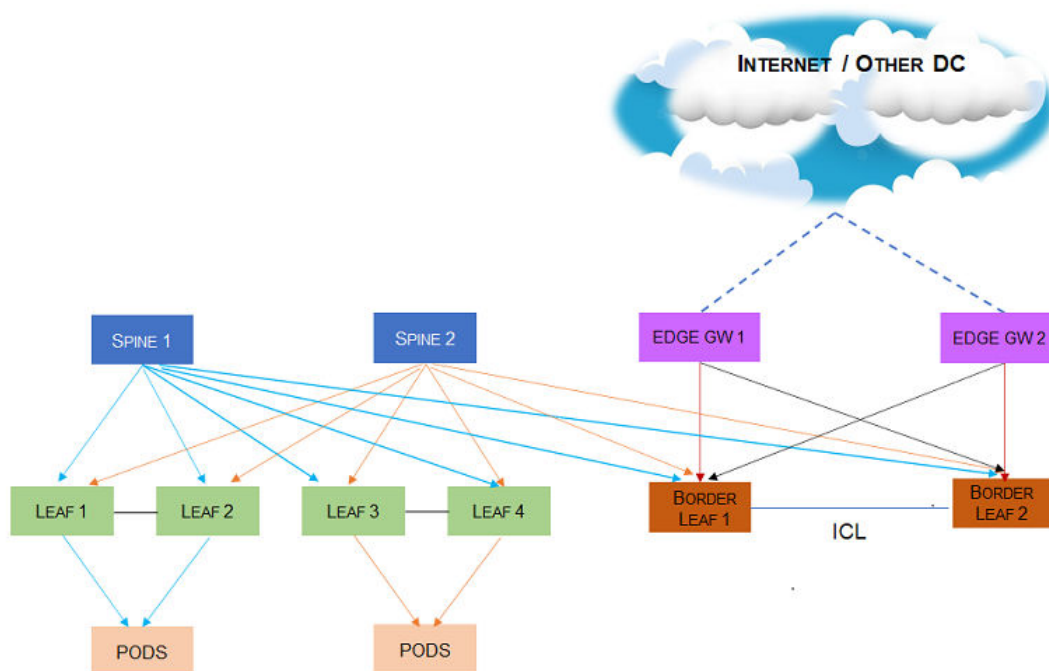 INTERNET / OTHER DC
SPINE 1
SPINE 2
EDGE GW 1
EDGE GW 2
LEAF 1
LEAF 2
LEAF 3
LEAF 4
BORDER
LEAF 1
BORDER
LEAF 2
ICL
PODS
PODS